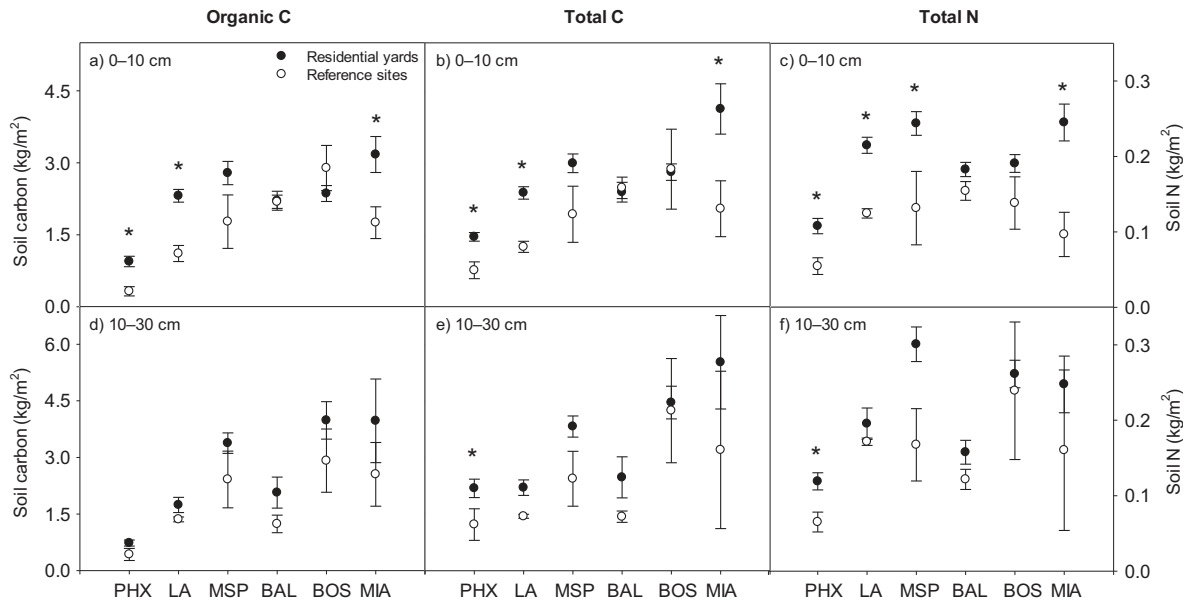 Organic C
Total C
Total N
a) 0–10 cm
Residential yards
Reference sites
b) 0–10 cm
c) 0–10 cm
*
*
*
*
*
*
*
*
*
*
4.5
3.0
1.5
0.0
Soil carbon (kg/m²)
0.3
0.2
0.1
0.0
Soil N (kg/m²)
d) 10–30 cm
e) 10–30 cm
f) 10–30 cm
*
*
6.0
4.5
3.0
1.5
0.0
Soil carbon (kg/m²)
0.3
0.2
0.1
0.0
Soil N (kg/m²)
PHX LA MSP BAL BOS MIA
PHX LA MSP BAL BOS MIA
PHX LA MSP BAL BOS MIA